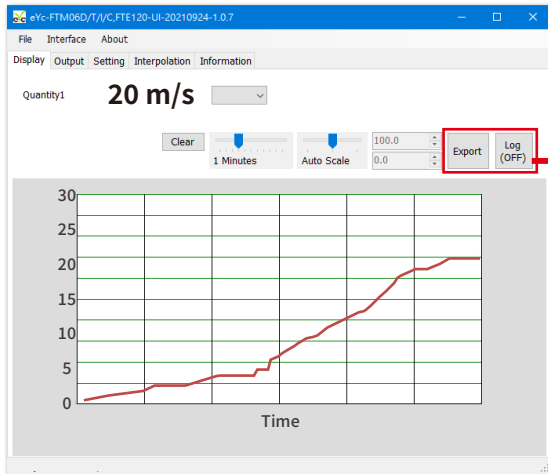 eYc eYc-FTM06D/T/I/C,FTE120-UI-20210924-1.0.7
File Interface About
Display Output Setting Interpolation Information
Quantity1 20 m/s
Clear 1 Minutes Auto Scale 100.0 0.0 Export Log (OFF)
30
25
20
15
10
5
0
Time